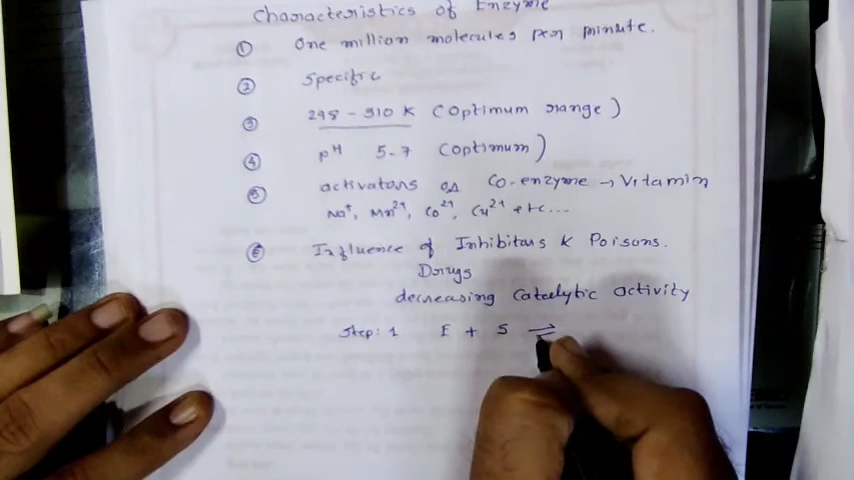 Characteristics of Enzyme
① One million molecules per minute.
② Specific
③ 298 - 310 K (optimum range)
④ pH 5-7 (optimum)
⑤ activators or Co-enzyme → Vitamin
Na⁺, Mn²⁺, Co²⁺, Cu²⁺ etc...
⑥ Influence of Inhibitors & Poisons.
Drugs
decreasing Catalytic activity
Step: 1 E + S ⇌